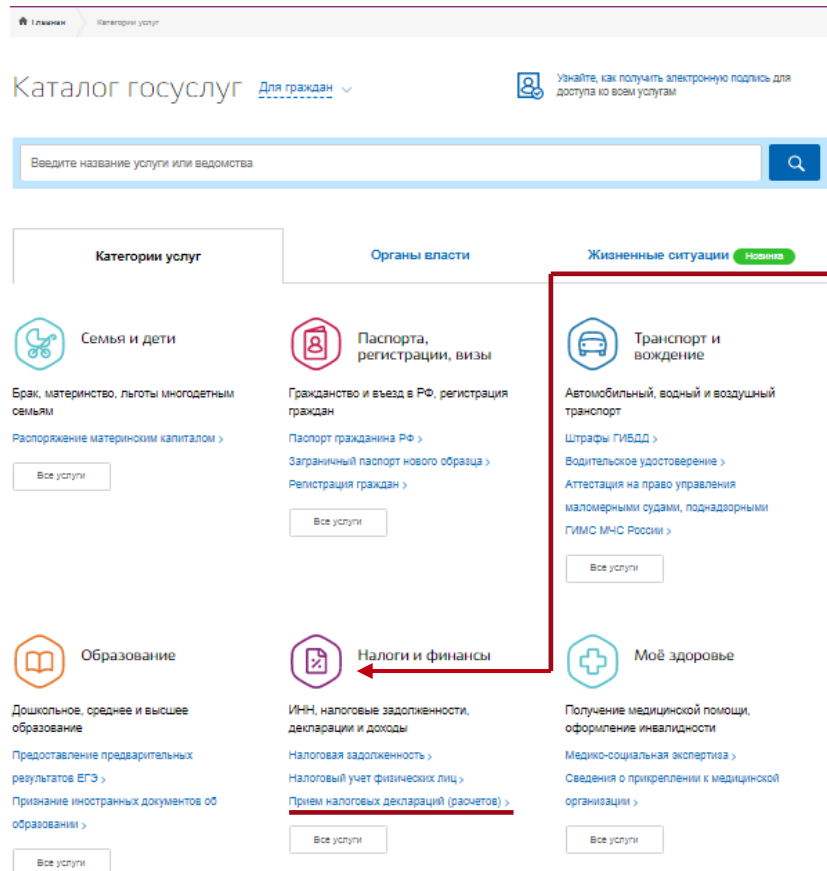 Главная
Категории услуг
Каталог госуслуг Для граждан
Узнайте, как получить электронную подпись для
доступа ко всем услугам
Введите название услуги или ведомства
Категории услуг
Органы власти
Жизненные ситуации Новинка
Семья и дети
Брак, материнство, льготы многодетным
семьям
Распоряжение материнским капиталом >
Все услуги
Паспорта,
регистрации, визы
Гражданство и въезд в РФ, регистрация
граждан
Паспорт гражданина РФ >
Заграничный паспорт нового образца >
Регистрация граждан >
Все услуги
Транспорт и
вождение
Автомобильный, водный и воздушный
транспорт
Штрафы ГИБДД >
Водительское удостоверение >
Аттестация на право управления
маломерными судами, поднадзорными
ГИМС МЧС России >
Все услуги
Образование
Дошкольное, среднее и высшее
образование
Предоставление предварительных
результатов ЕГЭ >
Признание иностранных документов об
образовании >
Все услуги
Налоги и финансы
ИНН, налоговые задолженности,
декларации и доходы
Налоговая задолженность >
Налоговый учет физических лиц >
Прием налоговых деклараций (расчетов) >
Все услуги
Моё здоровье
Получение медицинской помощи,
оформление инвалидности
Медико-социальная экспертиза >
Сведения о прикреплении к медицинской
организации >
Все услуги